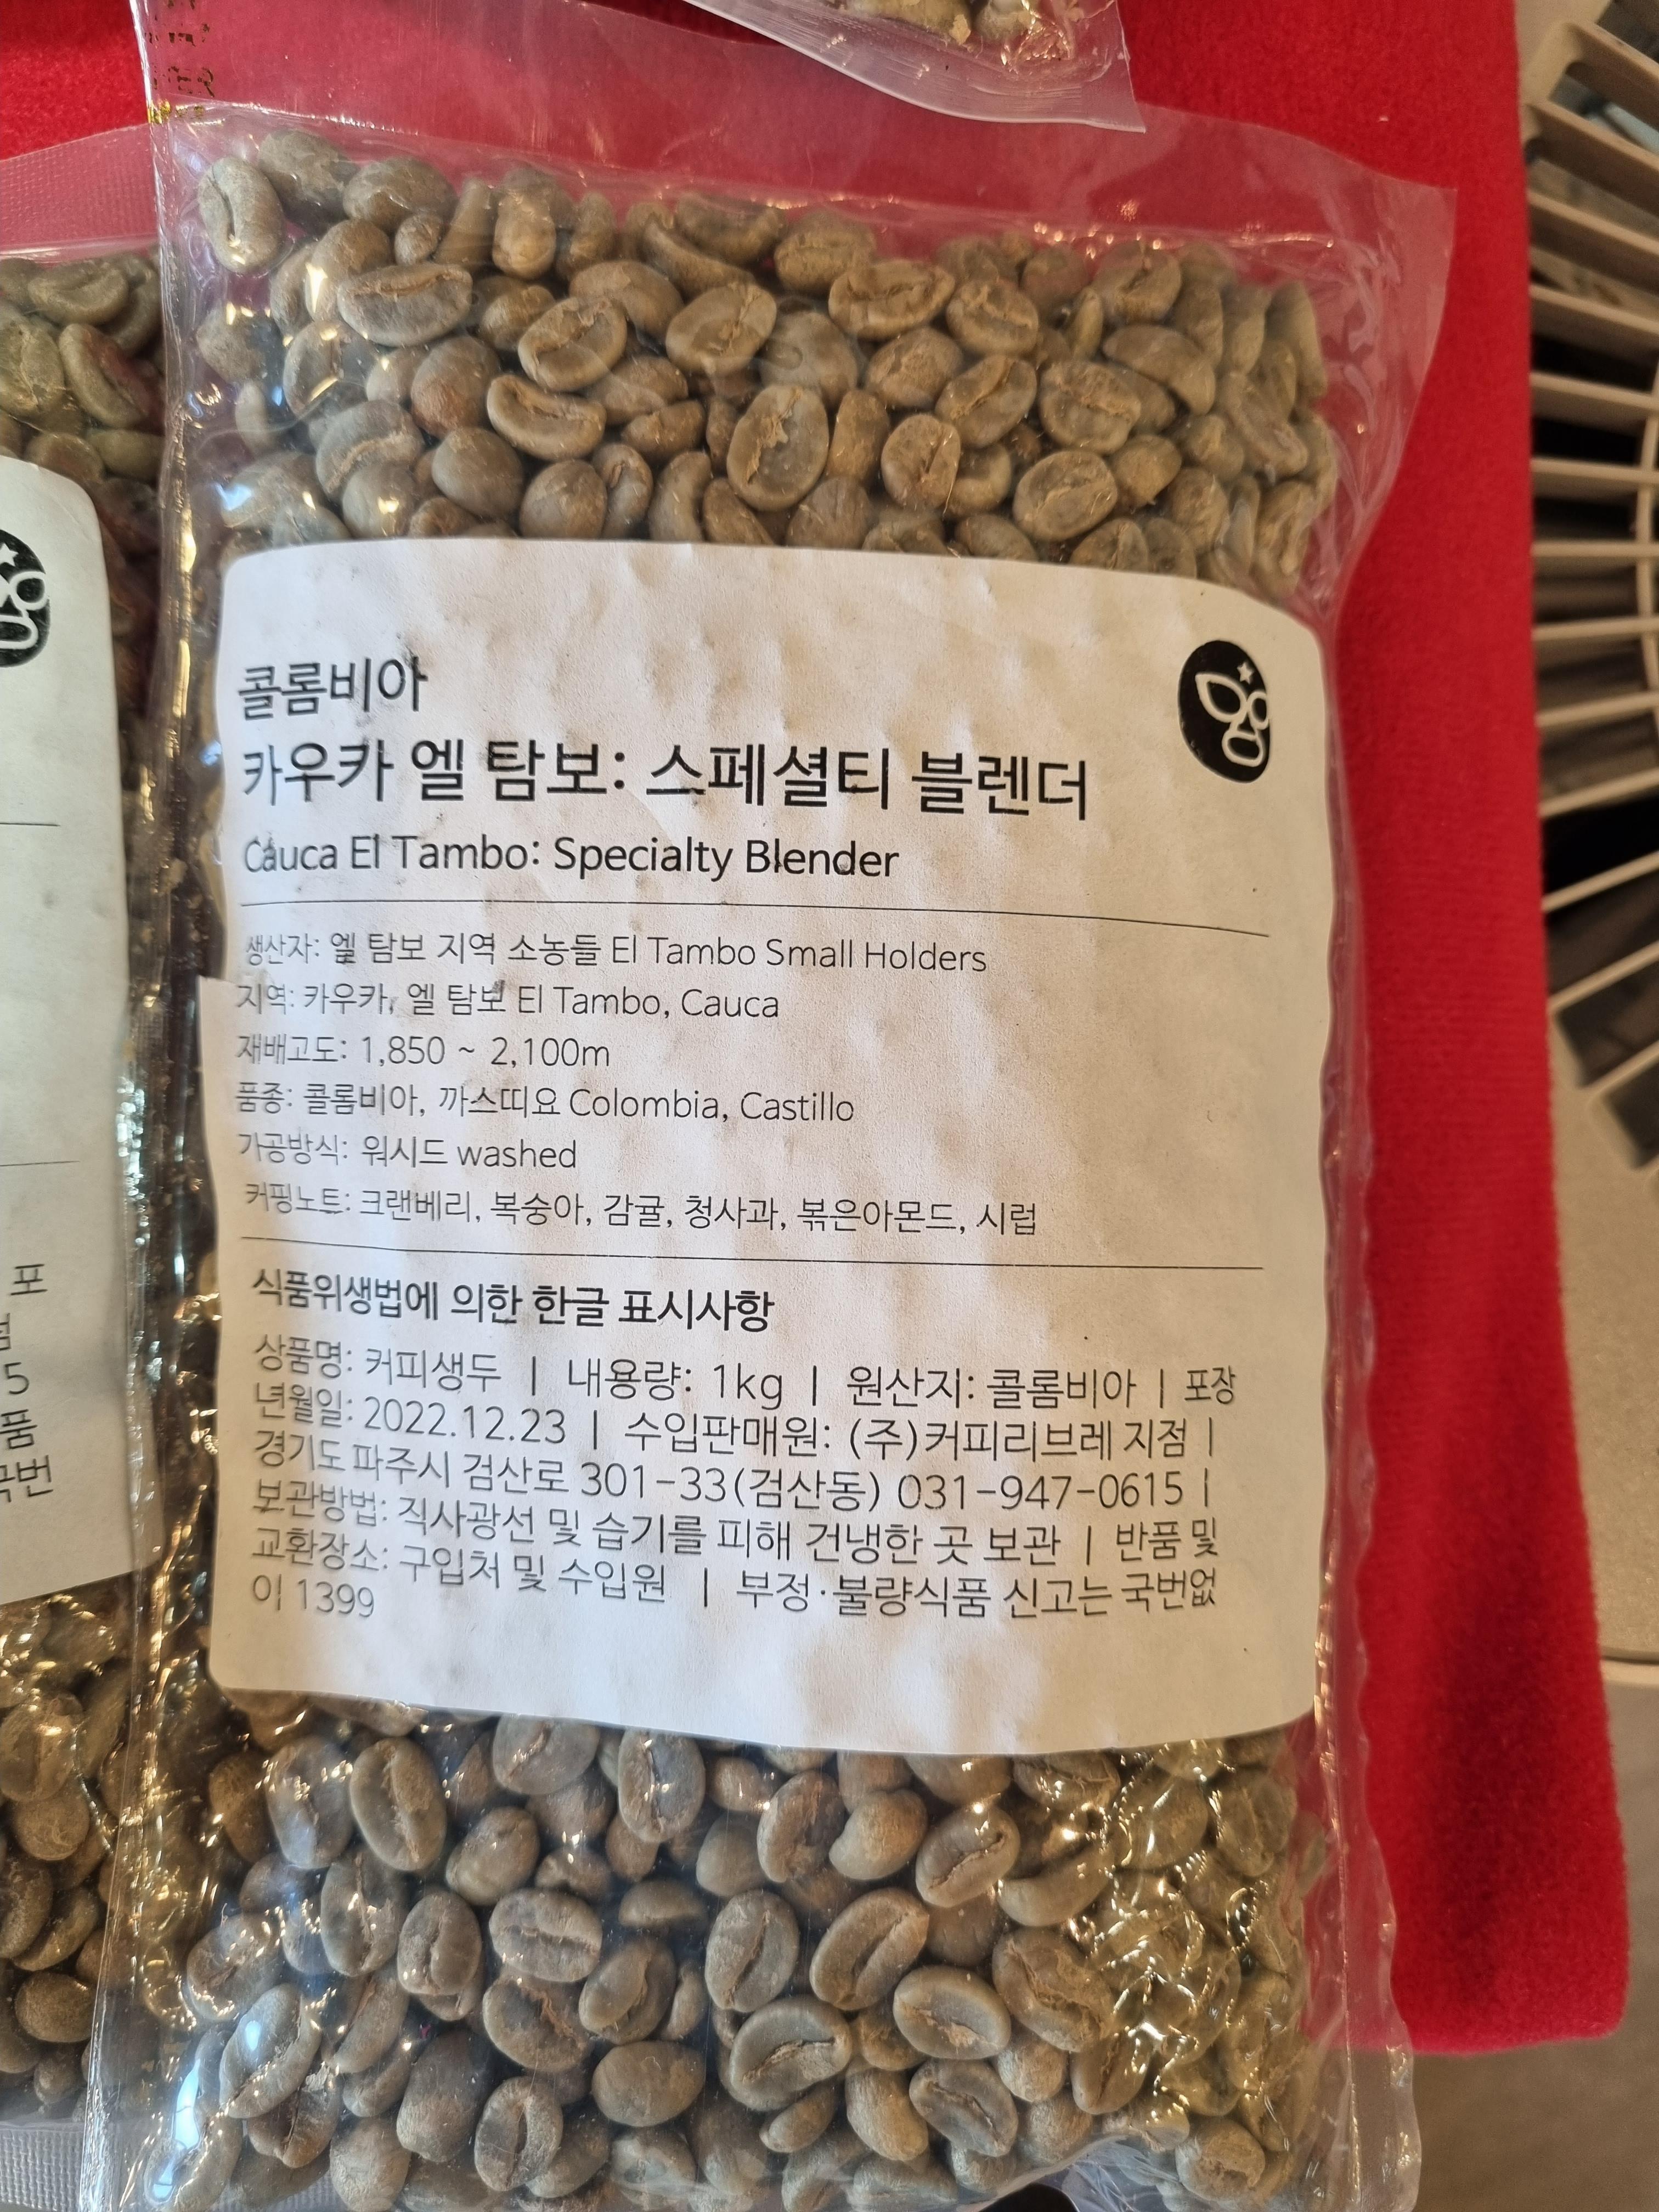 콜롬비아
카우카 엘 탐보: 스페셜티 블렌더
Cauca El Tambo: Specialty Blender
생산자: 엘 탐보 지역 소농들 El Tambo Small Holders
지역: 카우카, 엘 탐보 El Tambo, Cauca
재배고도: 1,850 ~ 2,100m
품종: 콜롬비아, 까스띠요 Colombia, Castillo
가공방식: 워시드 washed
커핑노트: 크랜베리, 복숭아, 감귤, 청사과, 볶은아몬드, 시럽
식품위생법에 의한 한글 표시사항
상품명: 커피생두 | 내용량: 1kg | 원산지: 콜롬비아 | 포장
년월일: 2022.12.23 | 수입판매원: (주)커피리브레 지점 |
경기도 파주시 검산로 301-33(검산동) 031-947-0615 |
보관방법: 직사광선 및 습기를 피해 건냉한 곳 보관 | 반품 및
교환장소: 구입처 및 수입원 | 부정·불량식품 신고는 국번없
이 1399
포
5
품
국번